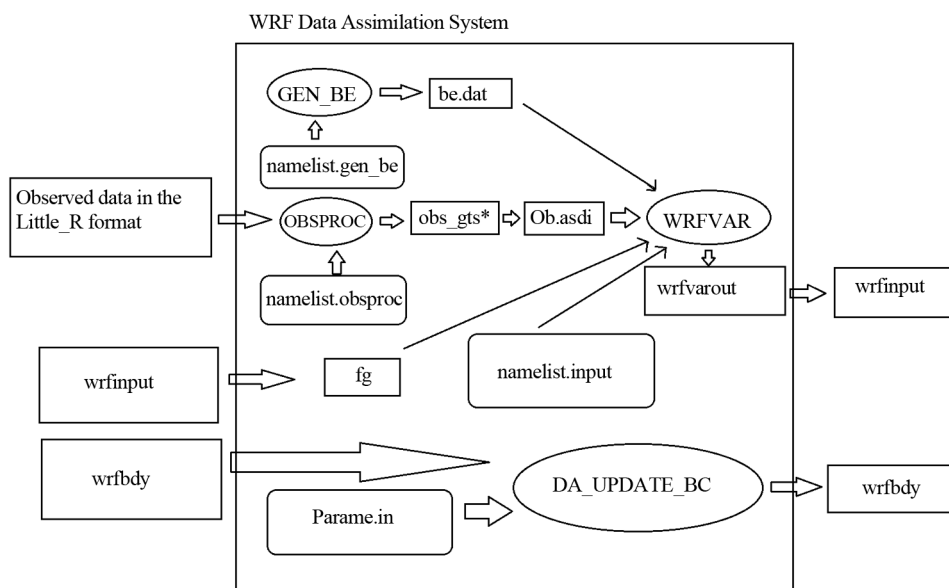 WRF Data Assimilation System
GEN_BE
be.dat
namelist.gen_be
Observed data in the
Little_R format
OBSPROC
obs_gts*
Ob.asdi
WRFVAR
namelist.obsproc
wrfvarout
wrfinput
wrfinput
fg
namelist.input
wrfbdy
DA_UPDATE_BC
wrfbdy
Parame.in